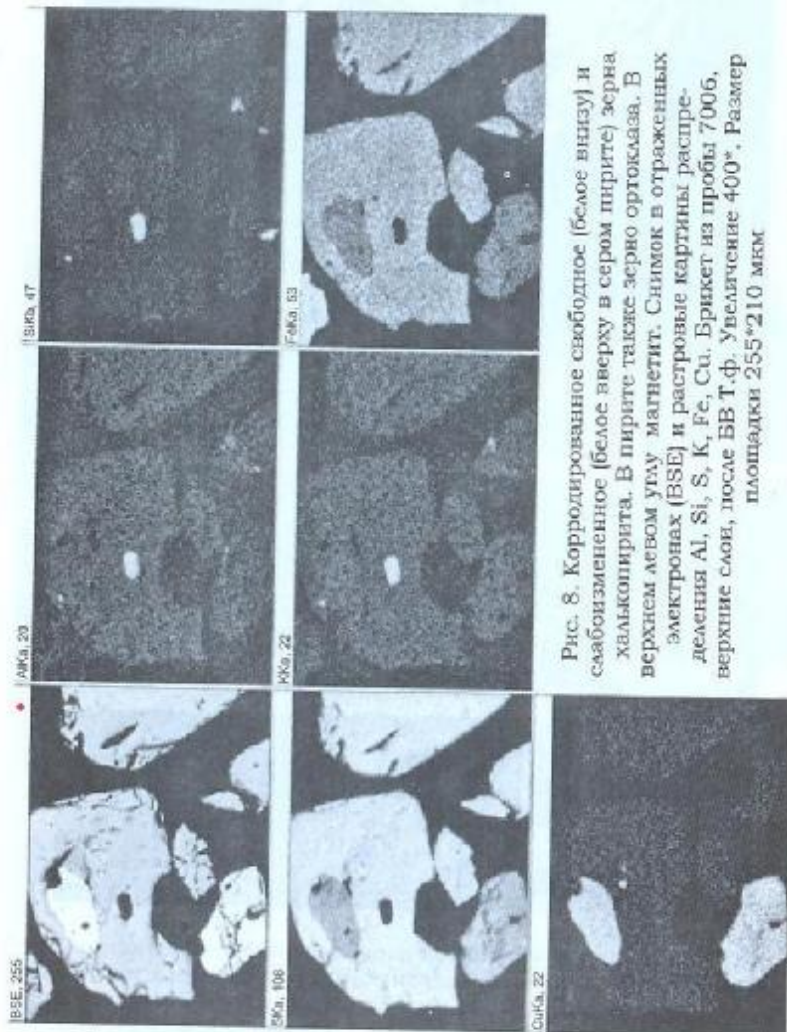 BSE, 255
AlKa, 20
SiKa, 47
SKa, 108
KKa, 22
FeKa, 53
CuKa, 22
Рис. 8. Корродированное свободное (белое внизу) и
слабоизмененное (белое вверху в сером пирите) зерна
халькопирита. В пирите также зерно ортоклаза. В
верхнем левом углу магнетит. Снимок в отраженных
электронах (BSE) и растровые картины распре-
деления Al, Si, S, K, Fe, Cu. Брикет из пробы 7006,
верхние слои, после БВ Т.ф. Увеличение 400*. Размер
площадки 255*210 мкм